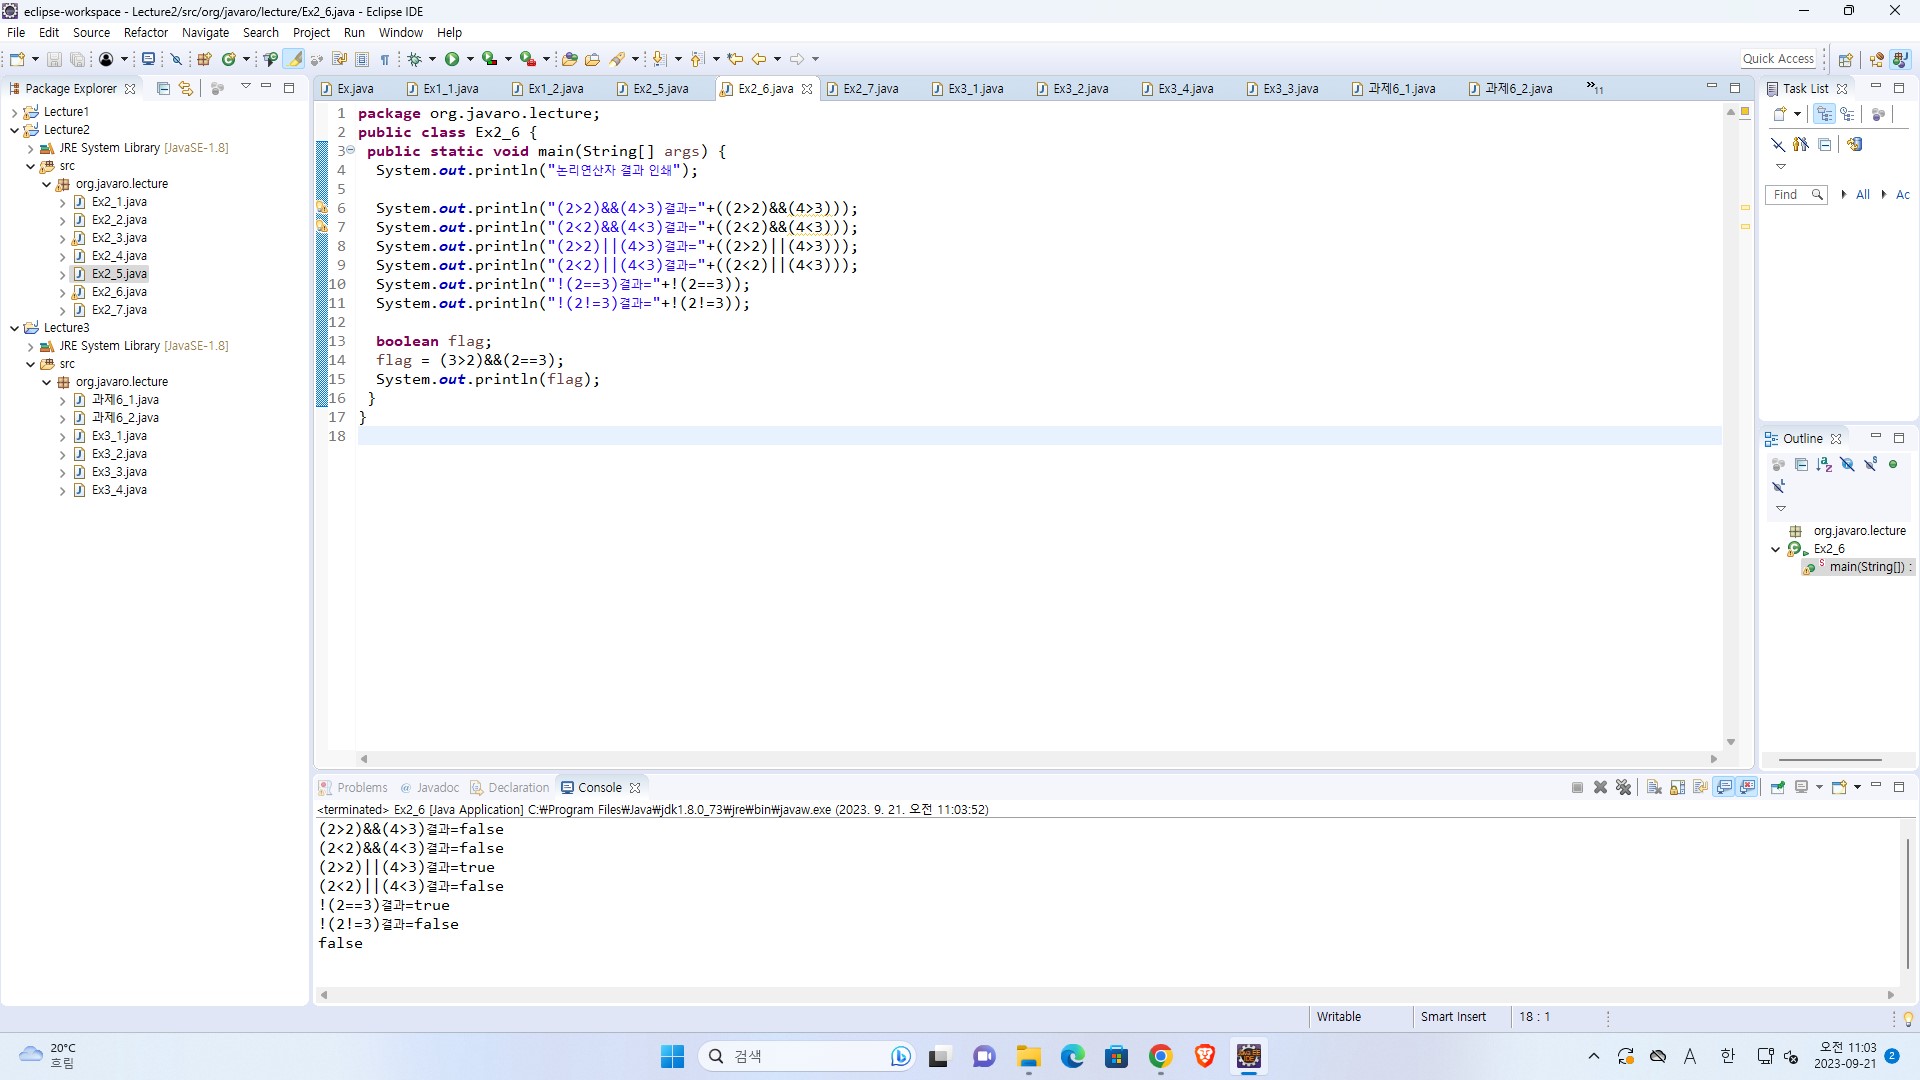 eclipse-workspace - Lecture2/src/org/javaro/lecture/Ex2_6.java - Eclipse IDE
File Edit Source Refactor Navigate Search Project Run Window Help
Quick Access
Package Explorer
Lecture1
Lecture2
JRE System Library [JavaSE-1.8]
src
org.javaro.lecture
Ex2_1.java
Ex2_2.java
Ex2_3.java
Ex2_4.java
Ex2_5.java
Ex2_6.java
Ex2_7.java
Lecture3
JRE System Library [JavaSE-1.8]
src
org.javaro.lecture
과제6_1.java
과제6_2.java
Ex3_1.java
Ex3_2.java
Ex3_3.java
Ex3_4.java
Ex.java Ex1_1.java Ex1_2.java Ex2_5.java Ex2_6.java Ex2_7.java Ex3_1.java Ex3_2.java Ex3_4.java Ex3_3.java 과제6_1.java 과제6_2.java »11
1 package org.javaro.lecture;
2 public class Ex2_6 {
3 public static void main(String[] args) {
4 System.out.println("논리연산자 결과 인쇄");
5
6 System.out.println("(2>2)&&(4>3)결과="+((2>2)&&(4>3)));
7 System.out.println("(2<2)&&(4<3)결과="+((2<2)&&(4<3)));
8 System.out.println("(2>2)||(4>3)결과="+((2>2)||(4>3)));
9 System.out.println("(2<2)||(4<3)결과="+((2<2)||(4<3)));
10 System.out.println("!(2==3)결과="+!(2==3));
11 System.out.println("!(2!=3)결과="+!(2!=3));
12
13 boolean flag;
14 flag = (3>2)&&(2==3);
15 System.out.println(flag);
16 }
17 }
18
Task List
Find All Ac
Outline
org.javaro.lecture
Ex2_6
main(String[]) :
Problems @ Javadoc Declaration Console
<terminated> Ex2_6 [Java Application] C:₩Program Files₩Java₩jdk1.8.0_73₩jre₩bin₩javaw.exe (2023. 9. 21. 오전 11:03:52)
(2>2)&&(4>3)결과=false
(2<2)&&(4<3)결과=false
(2>2)||(4>3)결과=true
(2<2)||(4<3)결과=false
!(2==3)결과=true
!(2!=3)결과=false
false
Writable Smart Insert 18 : 1
20°C
흐림
검색
A 한
오전 11:03
2023-09-21
2